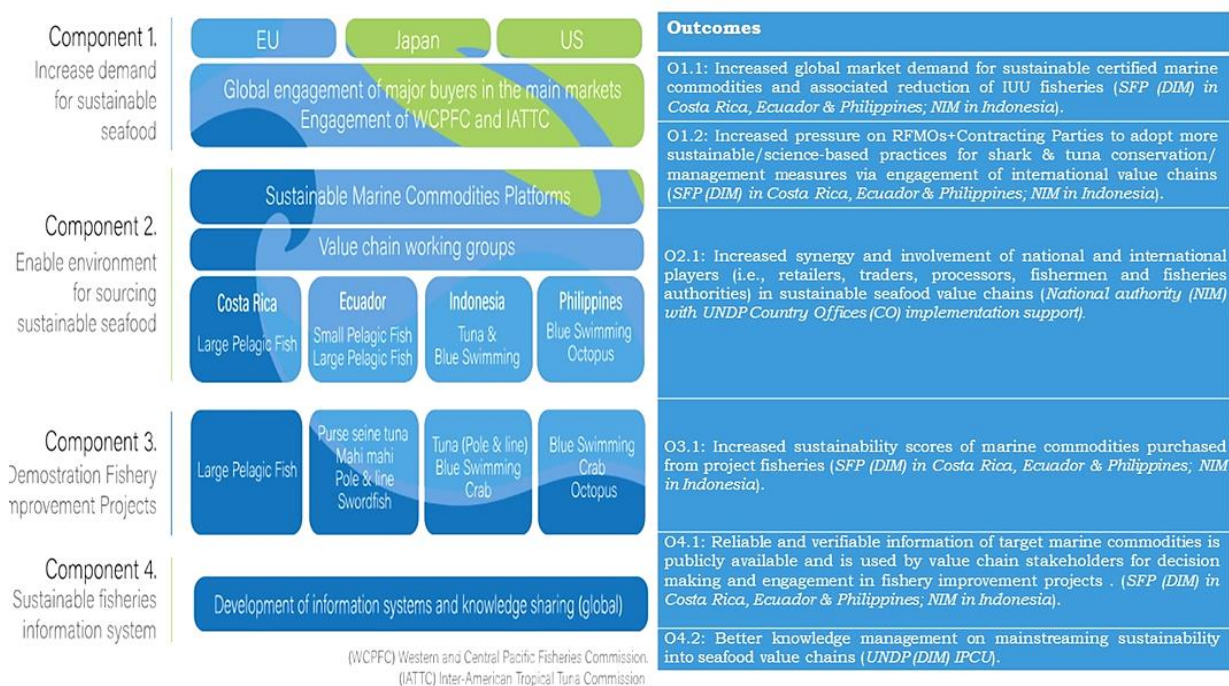 Component 1.
Increase demand
for sustainable
seafood
EU
Japan
US
Global engagement of major buyers in the main markets
Engagement of WCPFC and IATTC
Component 2.
Enable environment
for sourcing
sustainable seafood
Sustainable Marine Commodities Platforms
Value chain working groups
Costa Rica
Large Pelagic Fish
Ecuador
Small Pelagic Fish
Large Pelagic Fish
Indonesia
Tuna &
Blue Swimming
Philippines
Blue Swimming
Octopus
Component 3.
Demostration Fishery
mprovement Projects
Large Pelagic Fish
Purse seine tuna
Mahi mahi
Pole & line
Swordfish
Tuna (Pole & line)
Blue Swimming
Crab
Blue Swimming
Crab
Octopus
Component 4.
Sustainable fisheries
information system
Development of information systems and knowledge sharing (global)
(WCPFC) Western and Central Pacific Fisheries Commission.
(IATTC) Inter-American Tropical Tuna Commission
Outcomes
O1.1: Increased global market demand for sustainable certified marine
commodities and associated reduction of IUU fisheries (SFP (DIM) in
Costa Rica, Ecuador & Philippines; NIM in Indonesia).
O1.2: Increased pressure on RFMOs+Contracting Parties to adopt more
sustainable/science-based practices for shark & tuna conservation/
management measures via engagement of international value chains
(SFP (DIM) in Costa Rica, Ecuador & Philippines; NIM in Indonesia).
O2.1: Increased synergy and involvement of national and international
players (i.e., retailers, traders, processors, fishermen and fisheries
authorities) in sustainable seafood value chains (National authority (NIM)
with UNDP Country Offices (CO) implementation support).
O3.1: Increased sustainability scores of marine commodities purchased
from project fisheries (SFP (DIM) in Costa Rica, Ecuador & Philippines; NIM
in Indonesia).
O4.1: Reliable and verifiable information of target marine commodities is
publicly available and is used by value chain stakeholders for decision
making and engagement in fishery improvement projects . (SFP (DIM) in
Costa Rica, Ecuador & Philippines; NIM in Indonesia).
O4.2: Better knowledge management on mainstreaming sustainability
into seafood value chains (UNDP (DIM) IPCU).